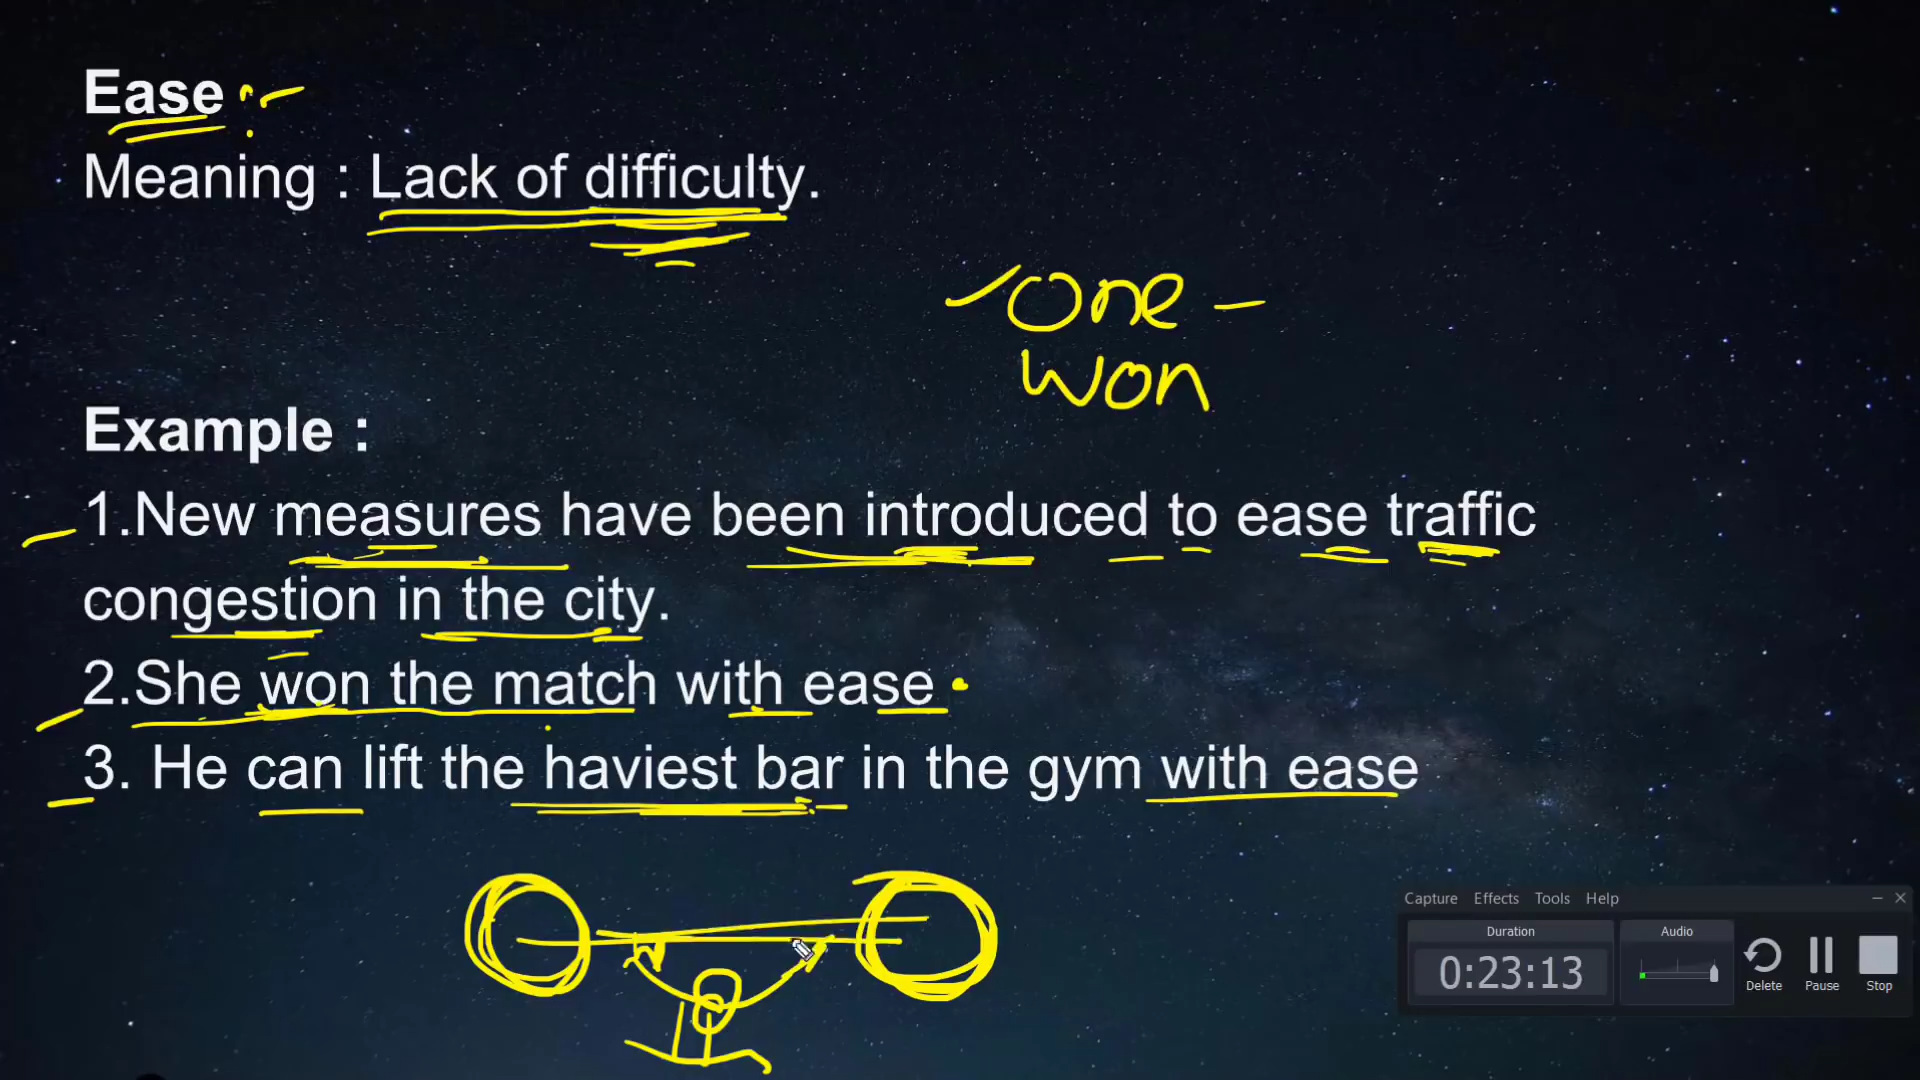 Ease :-
Meaning : Lack of difficulty.
One -
won
Example :
1.New measures have been introduced to ease traffic
congestion in the city.
2.She won the match with ease
3. He can lift the haviest bar in the gym with ease
Capture Effects Tools Help
Duration
Audio
0:23:13
Delete Pause Stop